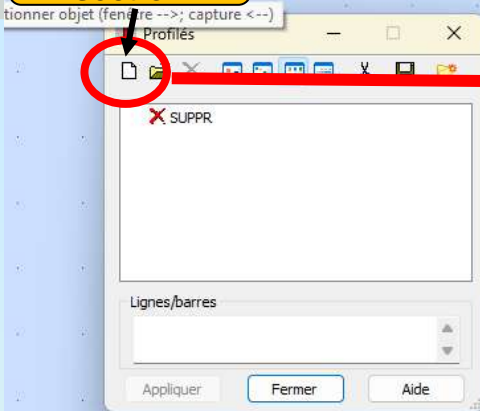 tionner objet (fenêtre -->; capture <--)
Profilés
SUPPR
Lignes/barres
Appliquer
Fermer
Aide